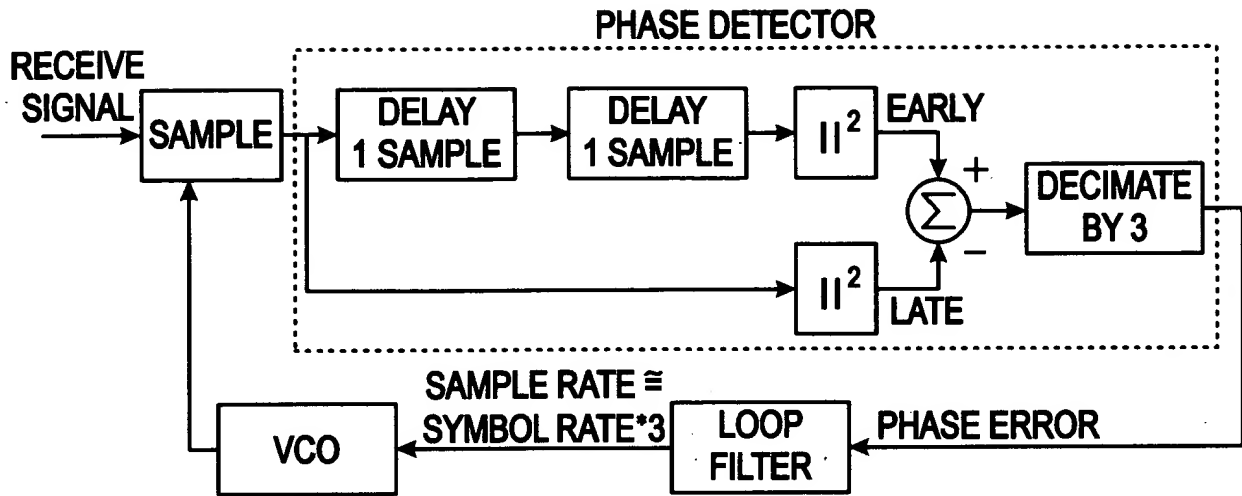 PHASE DETECTOR
RECEIVE
SIGNAL
SAMPLE
DELAY
1 SAMPLE
DELAY
1 SAMPLE
||²
EARLY
+
Σ
−
DECIMATE
BY 3
||²
LATE
SAMPLE RATE ≅
SYMBOL RATE*3
VCO
LOOP
FILTER
PHASE ERROR